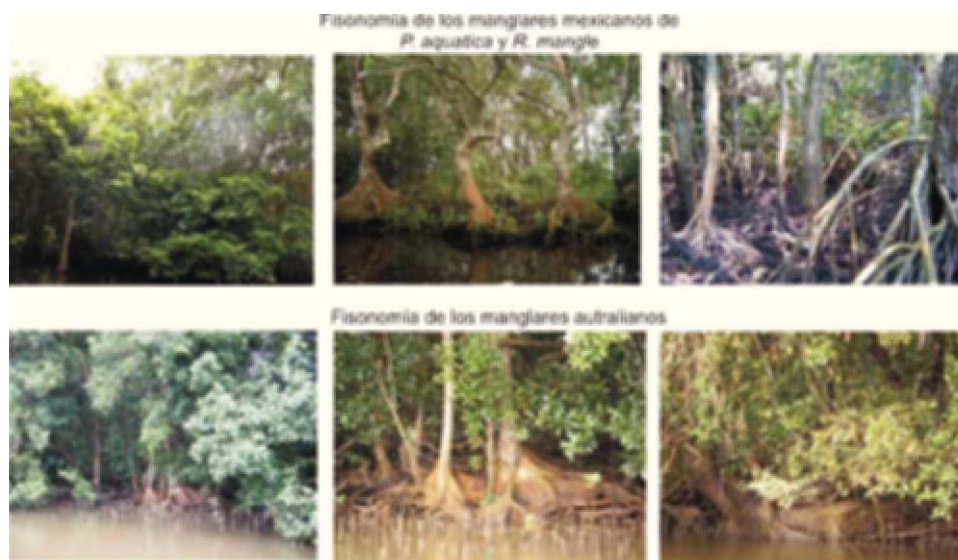 Fisonomía de los manglares mexicanos de
P. aquatica y R. mangle
Fisonomía de los manglares autralianos